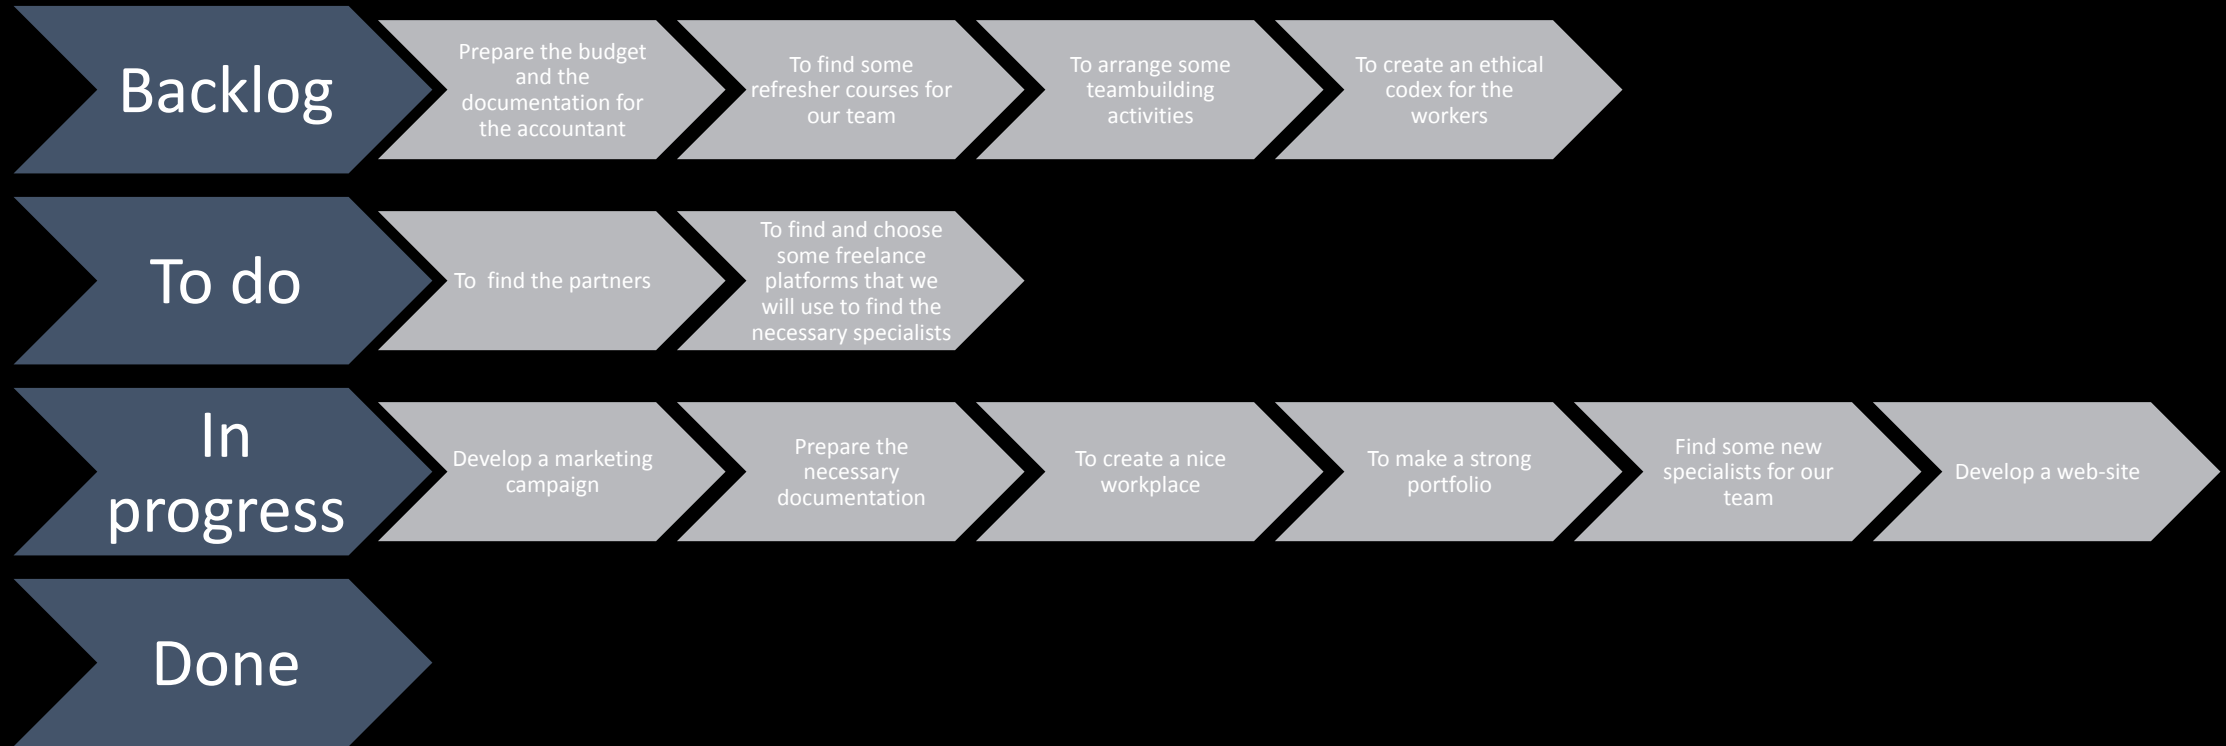 Backlog
Prepare the budget
and the
documentation for
the accountant
To find some
refresher courses for
our team
To arrange some
teambuilding
activities
To create an ethical
codex for the
workers
To do
To  find the partners
To find and choose
some freelance
platforms that we
will use to find the
necessary specialists
In
progress
Develop a marketing
campaign
Prepare the
necessary
documentation
To create a nice
workplace
To make a strong
portfolio
Find some new
specialists for our
team
Develop a web-site
Done